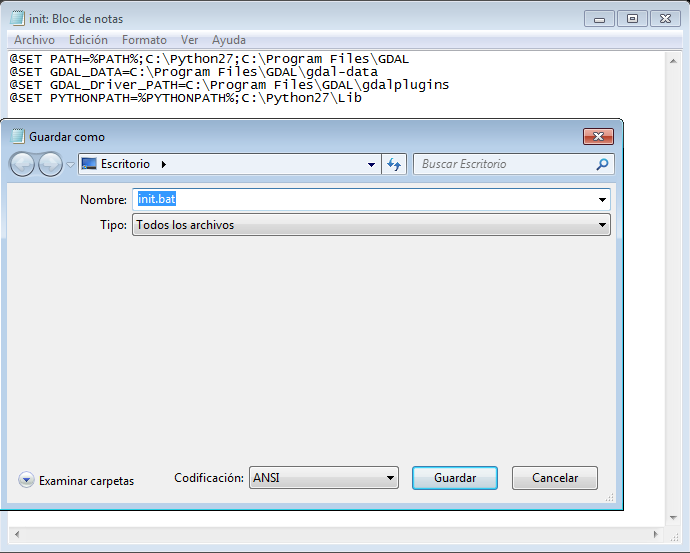 init: Bloc de notas
Archivo Edición Formato Ver Ayuda
@SET PATH=%PATH%;C:\Python27;C:\Program Files\GDAL
@SET GDAL_DATA=C:\Program Files\GDAL\gdal-data
@SET GDAL_Driver_PATH=C:\Program Files\GDAL\gdalplugins
@SET PYTHONPATH=%PYTHONPATH%;C:\Python27\Lib
Guardar como
Escritorio
Buscar Escritorio
Nombre: init.bat
Tipo: Todos los archivos
Examinar carpetas
Codificación: ANSI
Guardar
Cancelar